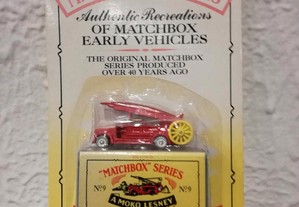 Authentic Recreations
OF MATCHBOX
EARLY VEHICLES
THE ORIGINAL MATCHBOX
SERIES PRODUCED
OVER 40 YEARS AGO
"MATCHBOX" SERIES
Nº9
Nº9
A MOKO LESNEY